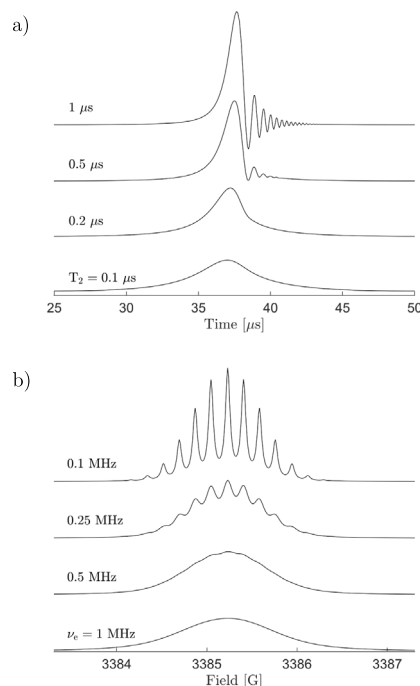 a)
1 μs
0.5 μs
0.2 μs
T₂ = 0.1 μs
25 30 35 40 45 50
Time [μs]
b)
0.1 MHz
0.25 MHz
0.5 MHz
νₑ = 1 MHz
3384 3385 3386 3387
Field [G]